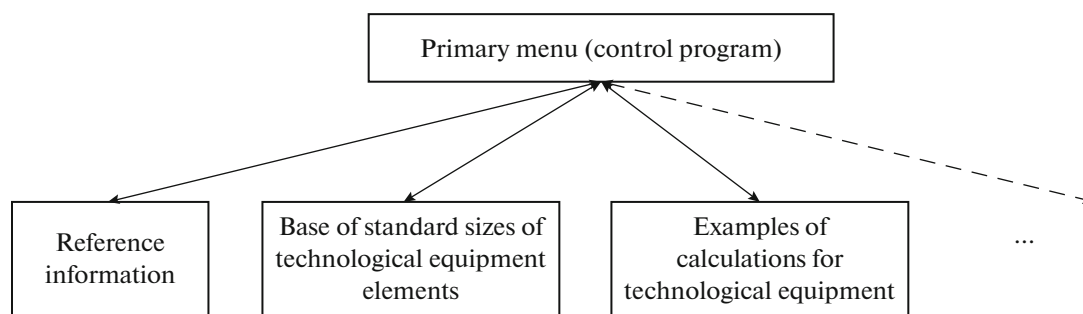 Primary menu (control program)
Reference
information
Base of standard sizes of
technological equipment
elements
Examples of
calculations for
technological equipment
...